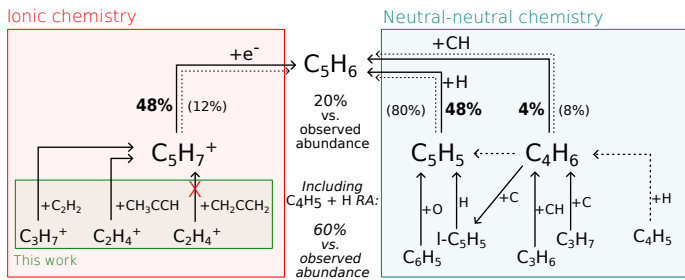 Ionic chemistry
Neutral-neutral chemistry
+e⁻
C₅H₆
+CH
+H
48%
(12%)
20%
vs.
observed
abundance
(80%)
48%
4%
(8%)
C₅H₇⁺
C₅H₅
C₄H₆
Including
C₄H₅ + H RA:
60%
vs.
observed
abundance
+C₂H₂
+CH₃CCH
+CH₂CCH₂
C₃H₇⁺
C₂H₄⁺
C₂H₄⁺
This work
+O
H
+C
+CH
+C
+H
C₆H₅
l-C₅H₅
C₃H₆
C₃H₇
C₄H₅